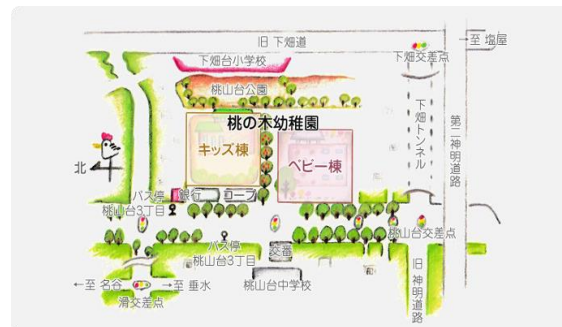 旧 下畑道
→至 塩屋
下畑交差点
下畑台小学校
桃山台公園
桃の木幼稚園
キッズ棟
ベビー棟
下畑トンネル
第二神明道路
北
バス停
桃山台3丁目
銀行
コープ
桃山台交差点
バス停
桃山台3丁目
交番
桃山台中学校
←至 名谷
→至 垂水
滑交差点
旧 神明道路